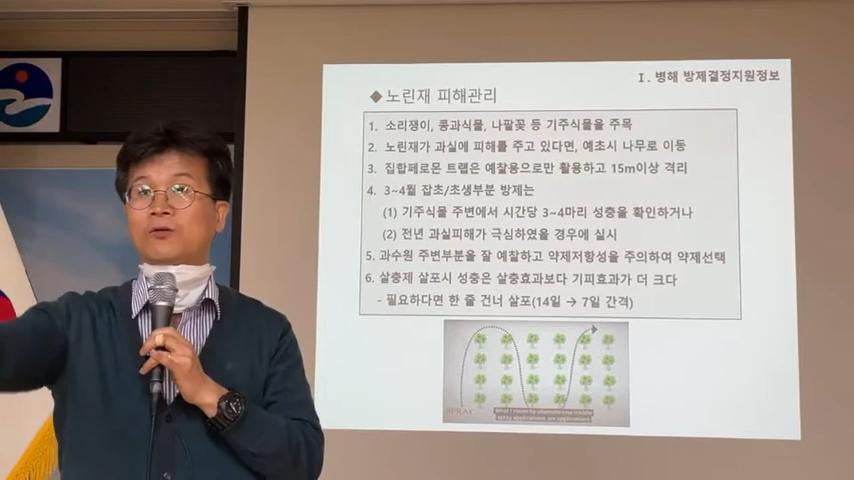 Ⅰ. 병해 방제결정지원정보
◆노린재 피해관리
1. 소리쟁이, 콩과식물, 나팔꽃 등 기주식물을 주목
2. 노린재가 과실에 피해를 주고 있다면, 예초시 나무로 이동
3. 집합페로몬 트랩은 예찰용으로만 활용하고 15m이상 격리
4. 3~4월 잡초/초생부분 방제는
(1) 기주식물 주변에서 시간당 3~4마리 성충을 확인하거나
(2) 전년 과실피해가 극심하였을 경우에 실시
5. 과수원 주변부분을 잘 예찰하고 약제저항성을 주의하여 약제선택
6. 살충제 살포시 성충은 살충효과보다 기피효과가 더 크다
- 필요하다면 한 줄 건너 살포(14일 → 7일 간격)
SPRAY
What I mean by alternate row middle
spray applications are applications